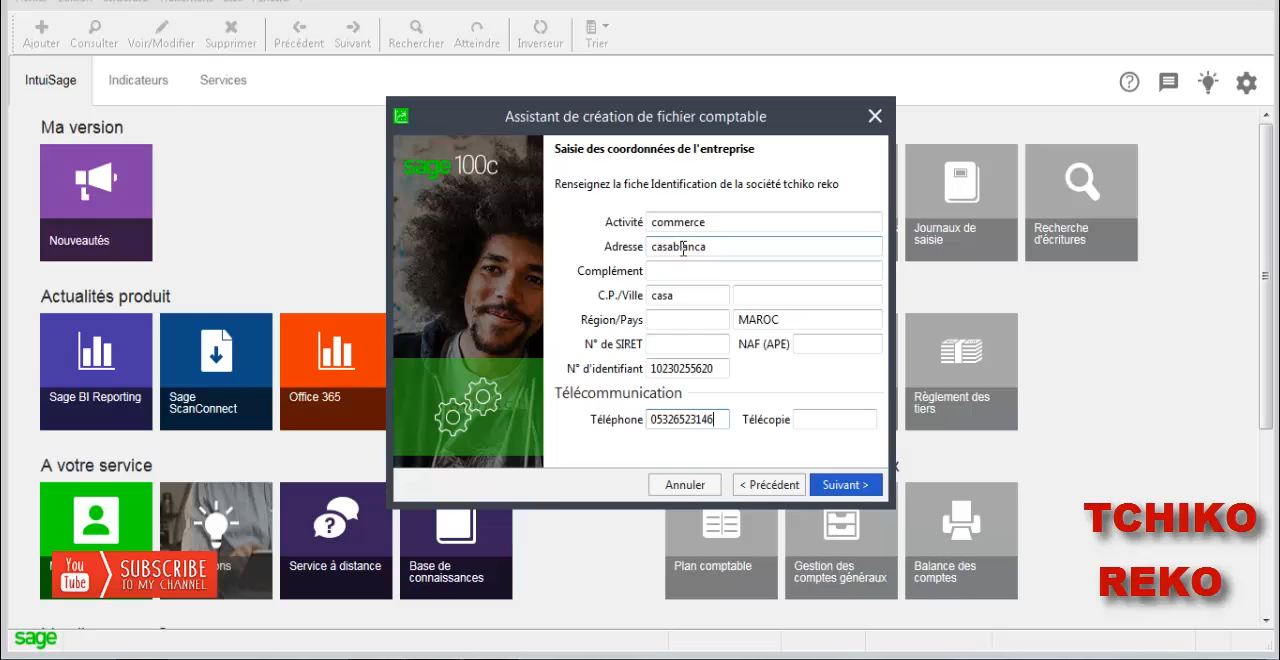 Ajouter Consulter Voir/Modifier Supprimer Précédent Suivant Rechercher Atteindre Inverseur Trier
IntuiSage Indicateurs Services
Ma version
Nouveautés
Journaux de saisie
Recherche d'écritures
Actualités produit
Sage BI Reporting
Sage ScanConnect
Office 365
Règlement des tiers
A votre service
Service à distance
Base de connaissances
Plan comptable
Gestion des comptes généraux
Balance des comptes
Assistant de création de fichier comptable
sage 100c
Saisie des coordonnées de l'entreprise
Renseignez la fiche Identification de la société tchiko reko
Activité commerce
Adresse casablanca
Complément
C.P./Ville casa
Région/Pays MAROC
N° de SIRET NAF (APE)
N° d'identifiant 10230255620
Télécommunication
Téléphone 05326523146 Télécopie
Annuler < Précédent Suivant >
You Tube SUBSCRIBE
TO MY CHANNEL
TCHIKO
REKO
sage